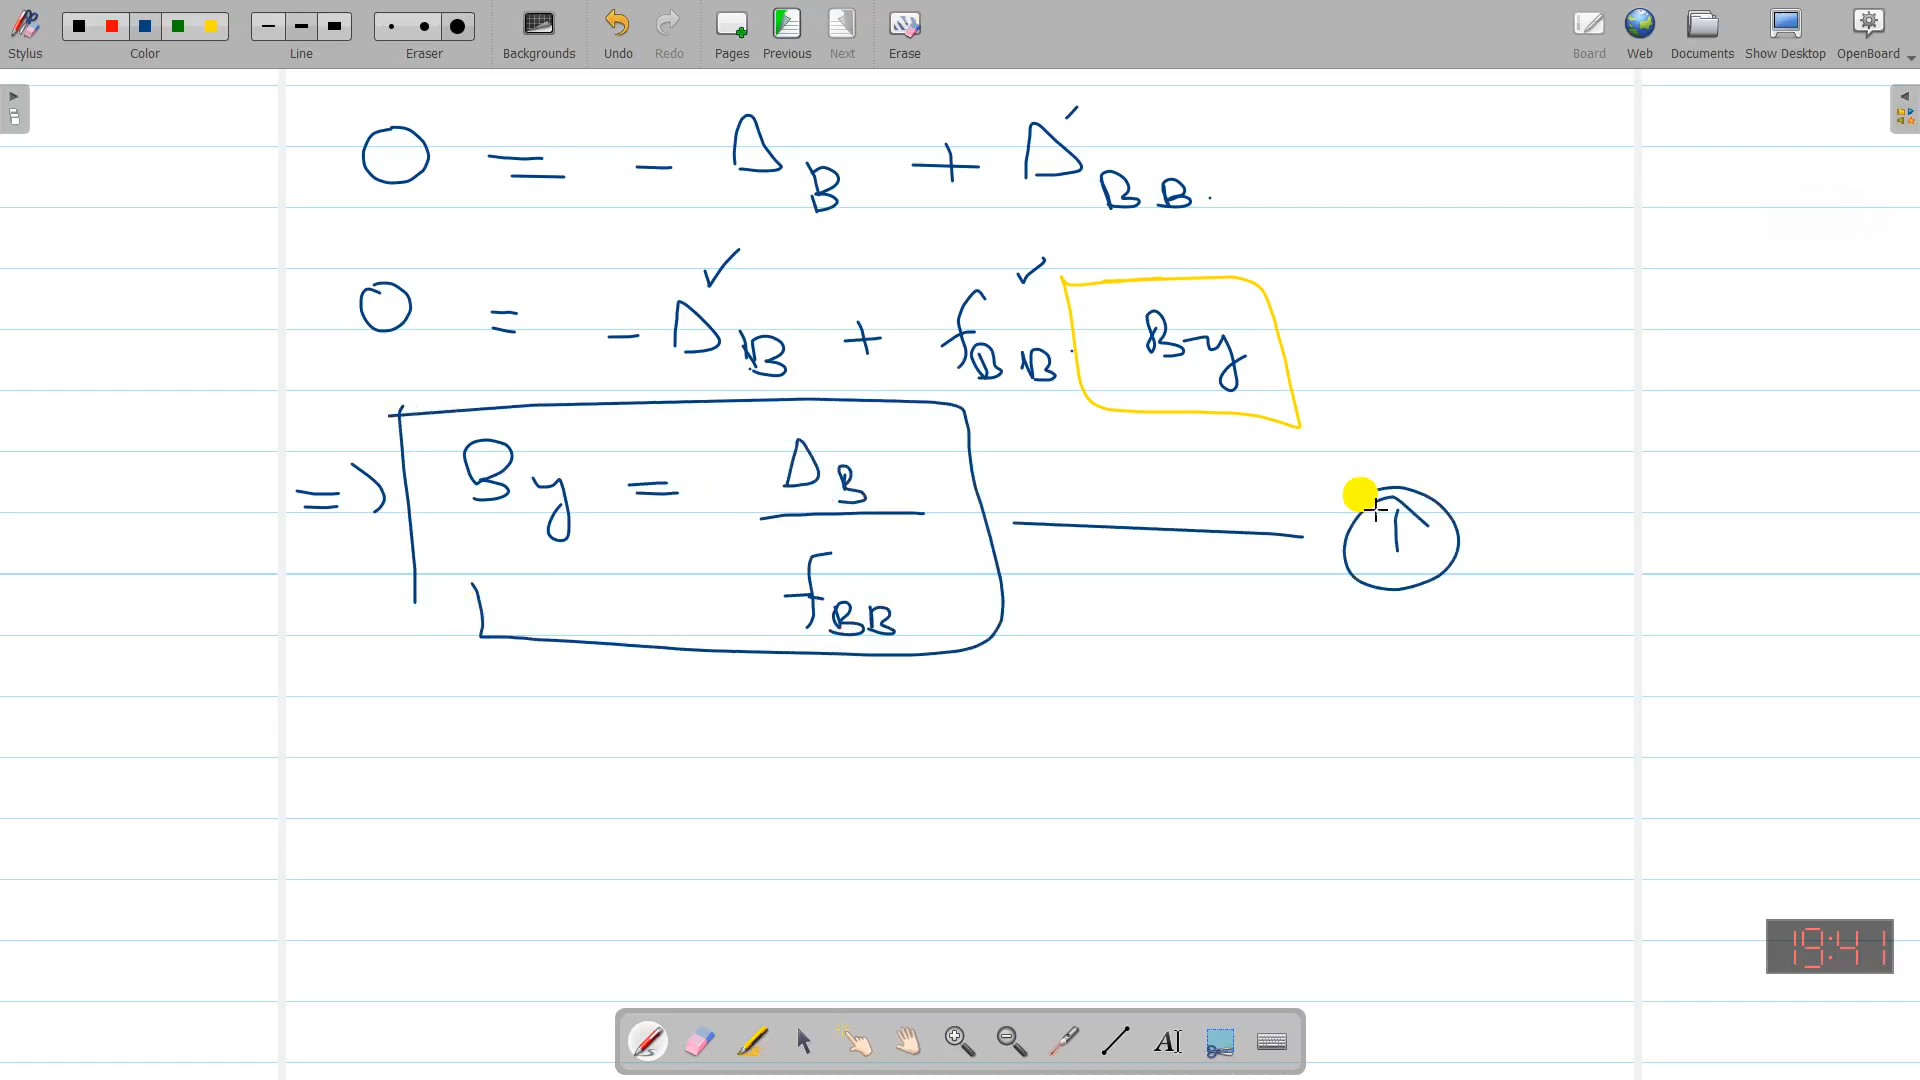 Stylus Color Line Eraser Backgrounds Undo Redo Pages Previous Next Erase Board Web Documents Show Desktop OpenBoard
0 = - Δ_B + Δ'_BB.
0 = - Δ_B + f_BB. By
=> By = Δ_B / f_BB
19:41